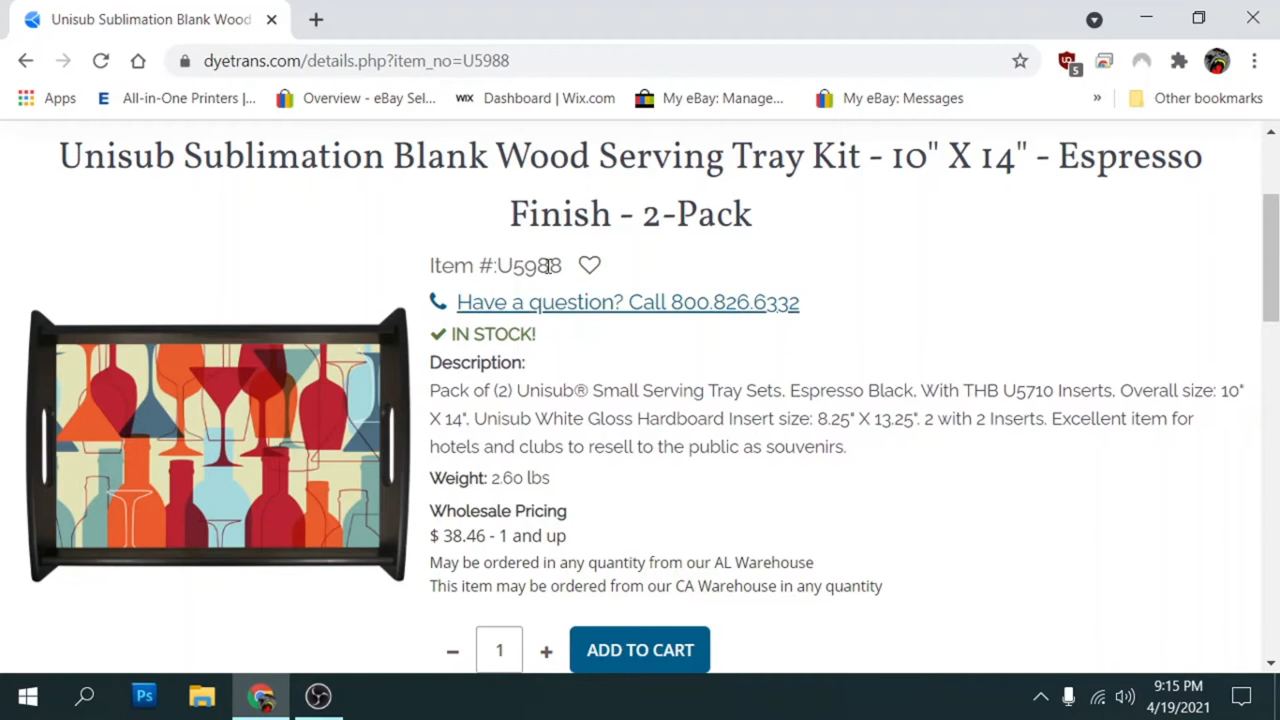 Unisub Sublimation Blank Wood
dyetrans.com/details.php?item_no=U5988
5
Apps
E All-in-One Printers |...
Overview - eBay Sel...
WIX Dashboard | Wix.com
My eBay: Manage...
My eBay: Messages
»
Other bookmarks
Unisub Sublimation Blank Wood Serving Tray Kit - 10" X 14" - Espresso
Finish - 2-Pack
Item #:U5988
Have a question? Call 800.826.6332
IN STOCK!
Description:
Pack of (2) Unisub® Small Serving Tray Sets. Espresso Black, With THB U5710 Inserts, Overall size: 10"
X 14", Unisub White Gloss Hardboard Insert size: 8.25" X 13.25". 2 with 2 Inserts. Excellent item for
hotels and clubs to resell to the public as souvenirs.
Weight: 2.60 lbs
Wholesale Pricing
$ 38.46 - 1 and up
May be ordered in any quantity from our AL Warehouse
This item may be ordered from our CA Warehouse in any quantity
- 1 + ADD TO CART
Ps
9:15 PM
4/19/2021